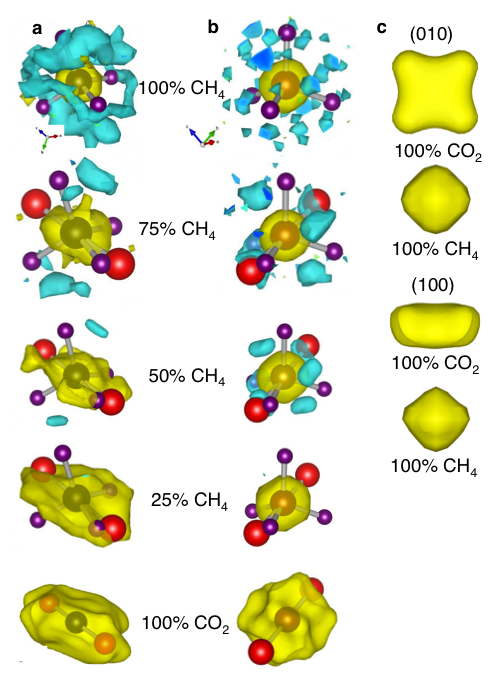 a
b
c
(010)
100% CH₄
100% CO₂
75% CH₄
100% CH₄
(100)
100% CO₂
50% CH₄
100% CH₄
25% CH₄
100% CO₂